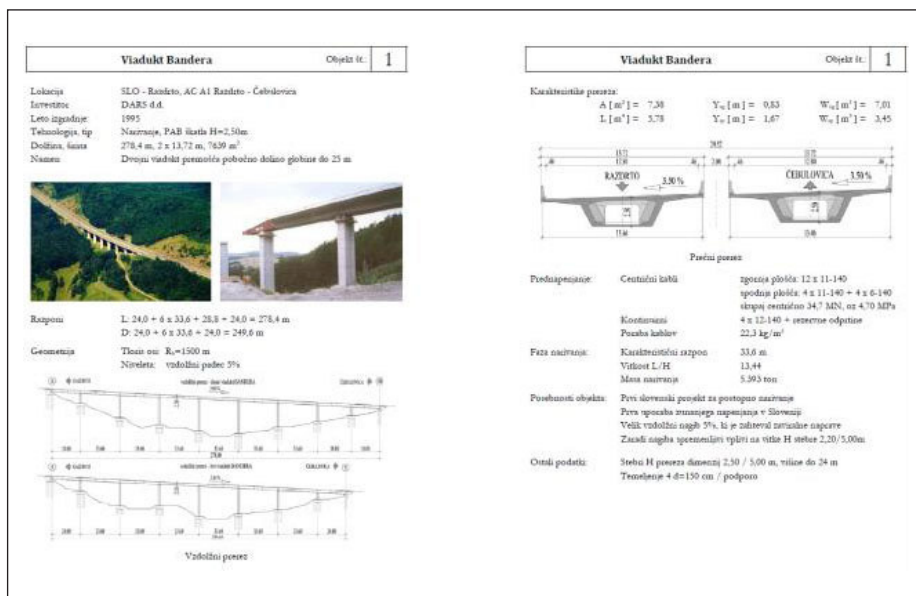 Viadukt Bandera Objekt št.: 1
Lokacija SLO - Razdrto, AC A1 Razdrto - Čebulovica
Investitor DARS d.d.
Leto izgradnje: 1995
Tehnologija, tip Narivanje, PAB škatla H=2,50m
Dolžina, širina 278,4 m, 2 x 13,72 m, 7639 m²
Namen Dvojni viadukt premošča pobočno dolino globine do 25 m
Razponi L: 24,0 + 6 x 33,6 + 28,8 + 24,0 = 278,4 m
D: 24,0 + 6 x 33,6 + 24,0 = 249,6 m
Geometrija Tloris osi: R=1500 m
Niveleta: vzdolžni padec 5%
Vzdolžni prerez
Viadukt Bandera Objekt št.: 1
Karakteristike prereza:
A [ m² ] = 7,38 Y [ m ] = 0,83 W [ m³ ] = 7,01
I [ m⁴ ] = 5,78 Y [ m ] = 1,67 W [ m³ ] = 3,45
RAZDRTO 3,50 % ČEBULOVICA 3,50 %
Prečni prerez
Prednapenjanje: Centrični kabli zgornja plošča: 12 x 11-140
spodnja plošča: 4 x 11-140 + 4 x 6-140
skupaj centrično 34,7 MN, oz 4,70 MPa
Kontinuirni 4 x 12-140 + rezervne odprtine
Poraba kablov 22,3 kg/m²
Faza narivanja: Karakteristični razpon 33,6 m
Vitkost L/H 13,44
Masa narivanja 5.393 ton
Posebnosti objekta: Prvi slovenski projekt za postopno narivanje
Prva uporaba zunanjega napenjanja v Sloveniji
Velik vzdolžni nagib 5%, ki je zahteval zaviralne naprave
Zaradi nagiba spremenljivi vplivi na vitke H stebre 2,20/5,00m
Ostali podatki: Stebri H prereza dimenzij 2,50 / 5,00 m, višine do 24 m
Temeljenje 4 d=150 cm / podporo